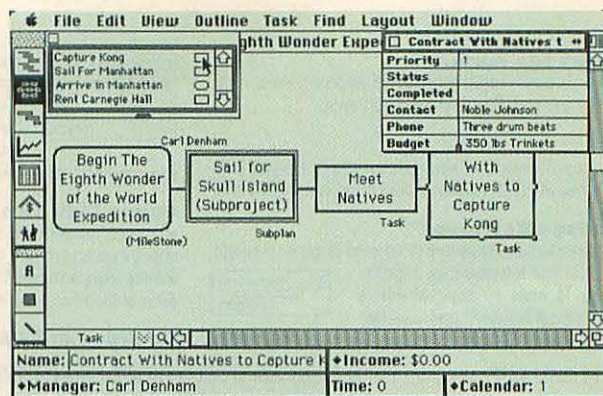 File Edit View Outline Task Find Layout Window
ghth Wonder Expe
Contract With Natives t
Capture Kong
Sail For Manhattan
Arrive in Manhattan
Rent Carnegie Hall
Priority 1
Status
Completed
Contact Noble Johnson
Phone Three drum beats
Budget 350 lbs Trinkets
Carl Denham
Begin The
Eighth Wonder
of the World
Expedition
(MileStone)
Sail for
Skull Island
(Subproject)
Subplan
Meet
Natives
Task
With
Natives to
Capture
Kong
Task
A
Task
Name: Contract With Natives to Capture K
Income: $0.00
Manager: Carl Denham
Time: 0
Calendar: 1